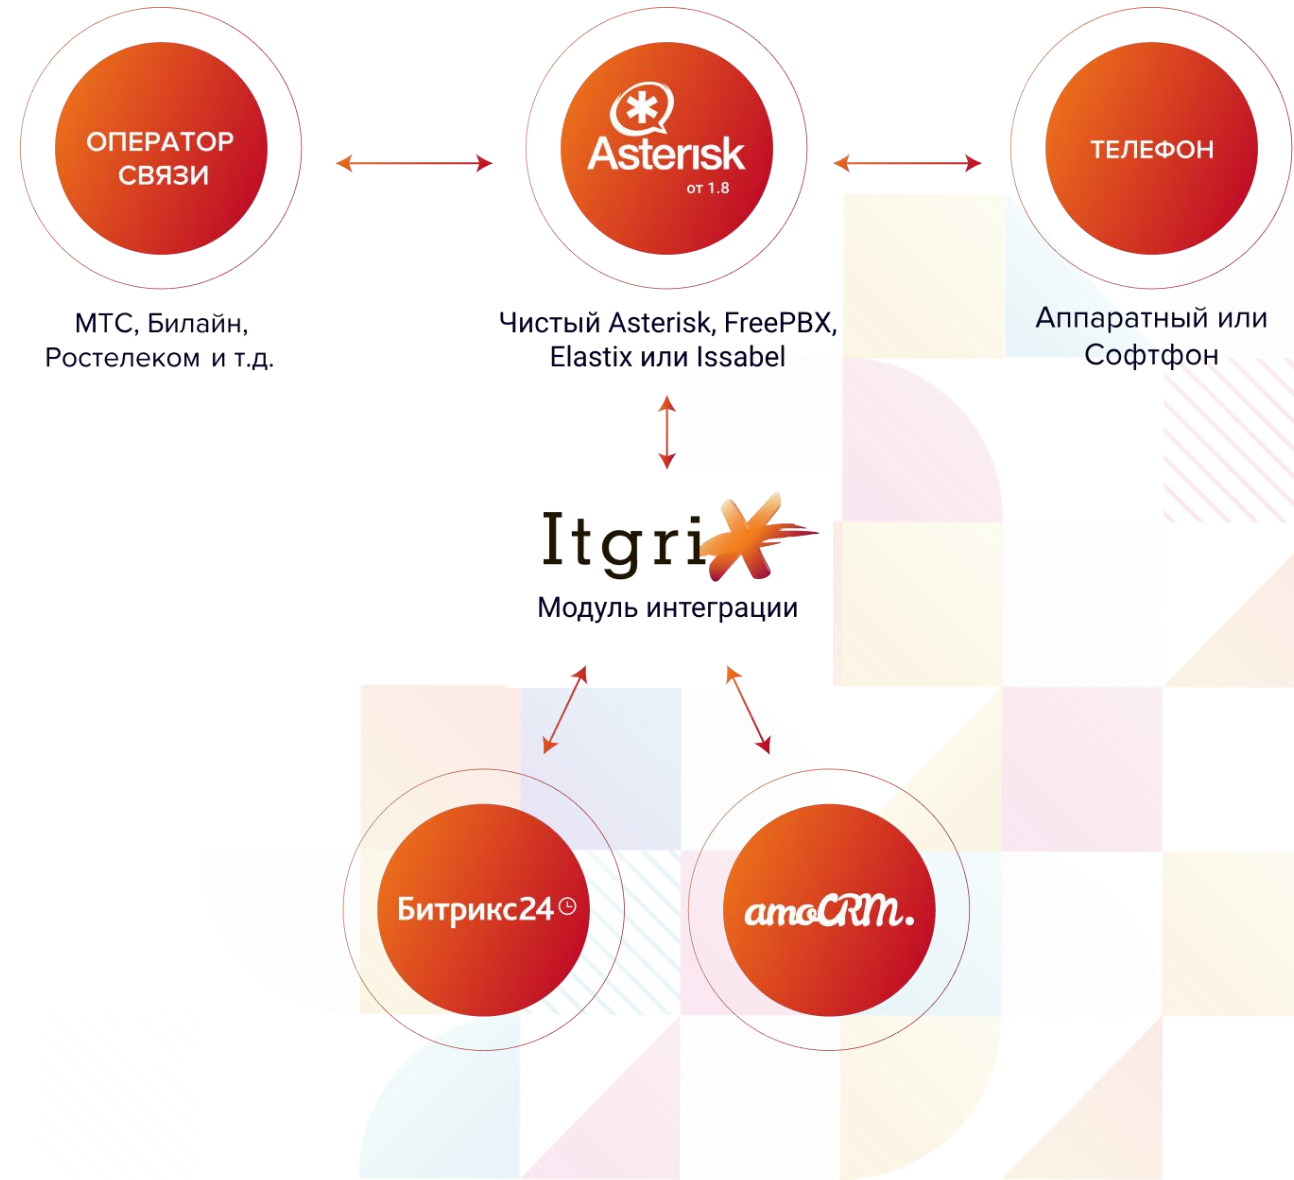 ОПЕРАТОР
СВЯЗИ
Asterisk
от 1.8
ТЕЛЕФОН
МТС, Билайн,
Ростелеком и т.д.
Чистый Asterisk, FreePBX,
Elastix или Issabel
Аппаратный или
Софтфон
ItgriX
Модуль интеграции
Битрикс24
amoCRM.